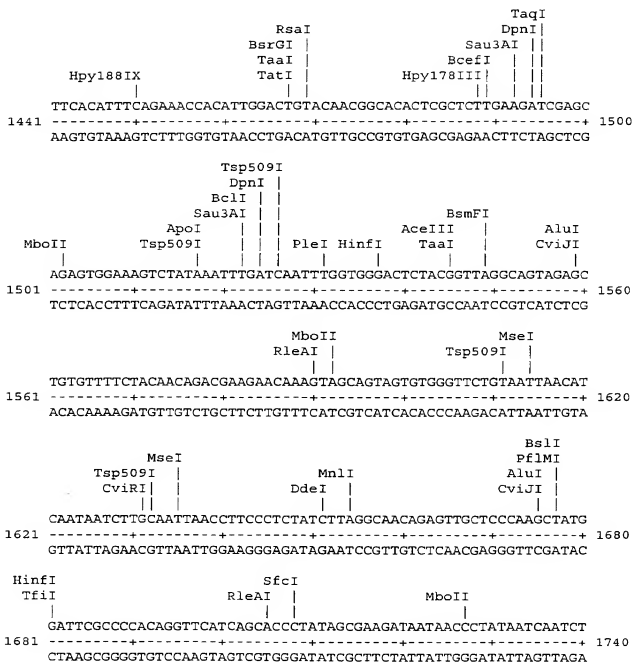 TaqI
RsaI DpnI
BsrGI Sau3AI
TaaI BcefI
Hpy188IX TatI Hpy178III
TTCACATTTCAGAAACCACATTGGACTGTACAACGGCACACTCGCTCTTGAAGATCGAGC
1441 ---------+---------+---------+---------+---------+---------+ 1500
AAGTGTAAAGTCTTTGGTGTAACCTGACATGTTGCCGTGTGAGCGAGAACTTCTAGCTCG
Tsp509I
DpnI
BclI
Sau3AI BsmFI
ApoI AceIII AluI
MboII Tsp509I PleI HinfI TaaI CviJI
AGAGTGGAAAGTCTATAAATTTGATCAATTTGGTGGGACTCTACGGTTAGGCAGTAGAGC
1501 ---------+---------+---------+---------+---------+---------+ 1560
TCTCACCTTTCAGATATTTAAACTAGTTAAACCACCCTGAGATGCCAATCCGTCATCTCG
MboII MseI
RleAI Tsp509I
TGTGTTTTCTACAACAGACGAAGAACAAAGTAGCAGTAGTGTGGGTTCTGTAATTAACAT
1561 ---------+---------+---------+---------+---------+---------+ 1620
ACACAAAAGATGTTGTCTGCTTCTTGTTTCATCGTCATCACACCCAAGACATTAATTGTA
BslI
MseI PflMI
Tsp509I MnlI AluI
CviRI DdeI CviJI
CAATAATCTTGCAATTAACCTTCCCTCTATCTTAGGCAACAGAGTTGCTCCCAAGCTATG
1621 ---------+---------+---------+---------+---------+---------+ 1680
GTTATTAGAACGTTAATTGGAAGGGAGATAGAATCCGTTGTCTCAACGAGGGTTCGATAC
HinfI SfcI
TfiI RleAI MboII
GATTCGCCCCACAGGTTCATCAGCACCCTATAGCGAAGATAATAACCCTATAATCAATCT
1681 ---------+---------+---------+---------+---------+---------+ 1740
CTAAGCGGGGTGTCCAAGTAGTCGTGGGATATCGCTTCTATTATTGGGATATTAGTTAGA